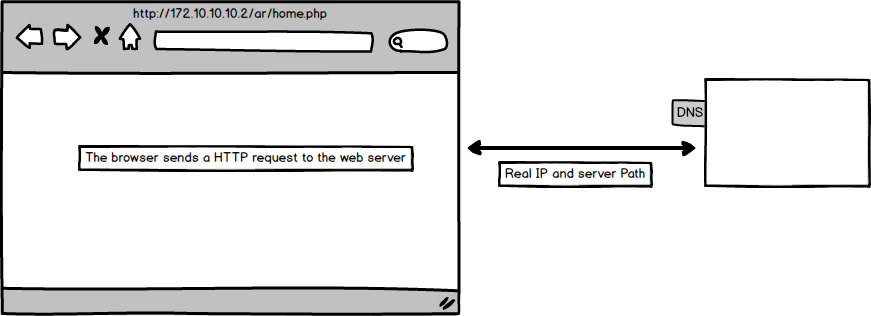 http://172.10.10.10.2/ar/home.php
DNS
The browser sends a HTTP request to the web server
Real IP and server Path